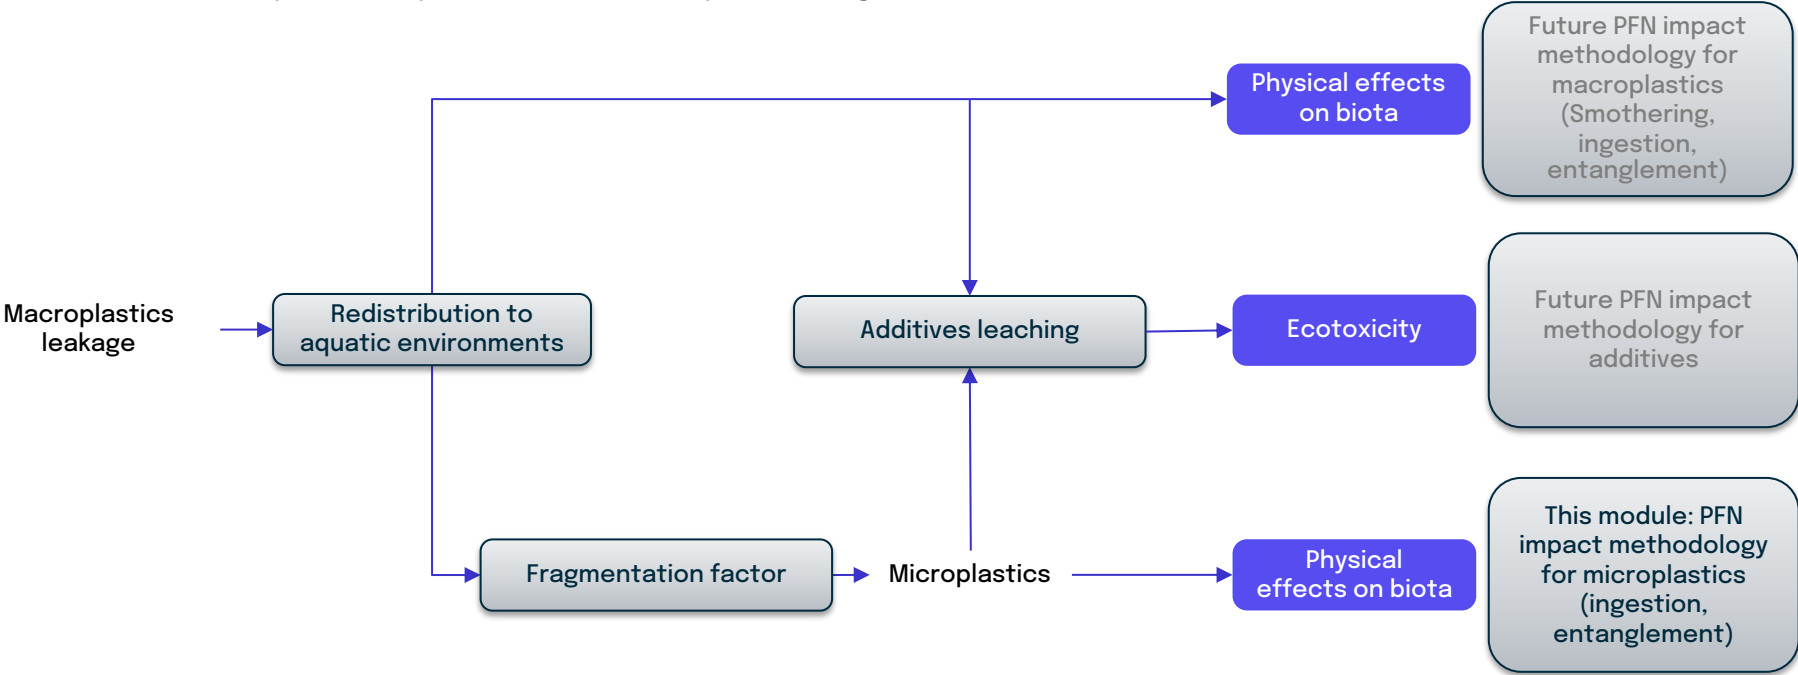 Future PFN impact
methodology for
macroplastics
(Smothering,
ingestion,
entanglement)
Physical effects
on biota
Macroplastics
leakage
Redistribution to
aquatic environments
Additives leaching
Ecotoxicity
Future PFN impact
methodology for
additives
Fragmentation factor
Microplastics
Physical
effects on biota
This module: PFN
impact methodology
for microplastics
(ingestion,
entanglement)